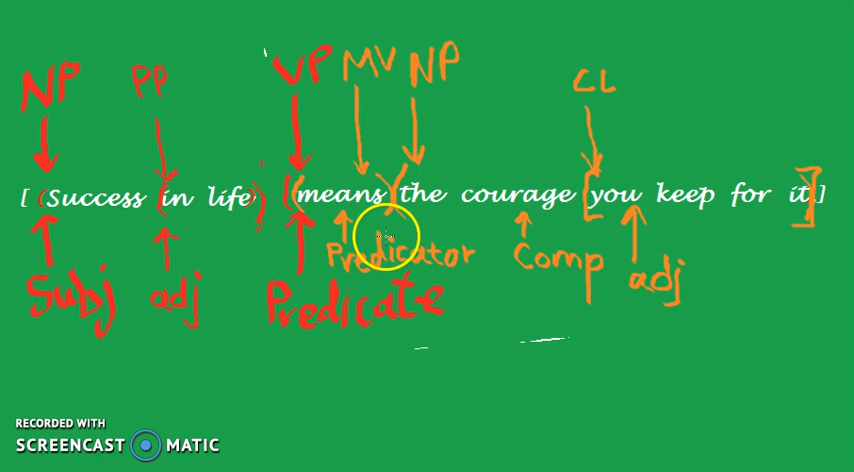 NP PP VP MV NP CL
[ (Success (in life)) ((means) (the courage [you keep for it)] ]
Predicator Comp adj
Subj adj Predicate
RECORDED WITH
SCREENCAST MATIC